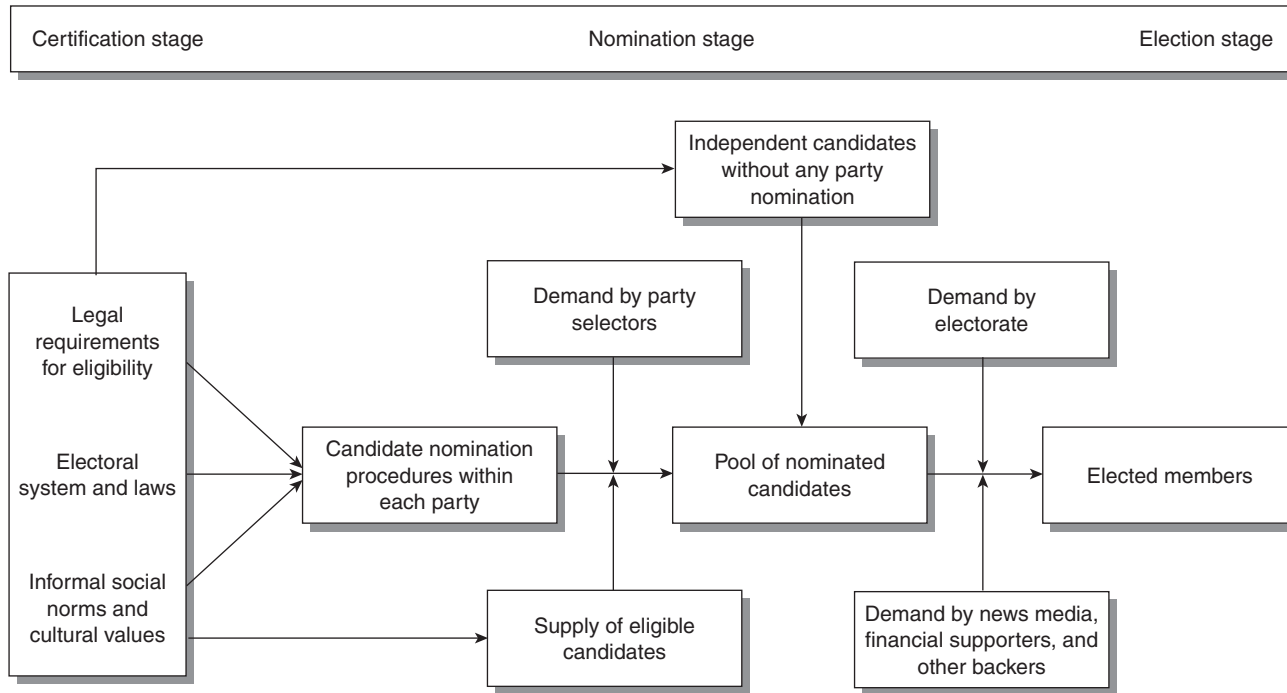 Certification stage
Nomination stage
Election stage
Independent candidates
without any party
nomination
Legal
requirements
for eligibility
Electoral
system and laws
Informal social
norms and
cultural values
Demand by party
selectors
Demand by
electorate
Candidate nomination
procedures within
each party
Pool of nominated
candidates
Elected members
Supply of eligible
candidates
Demand by news media,
financial supporters, and
other backers